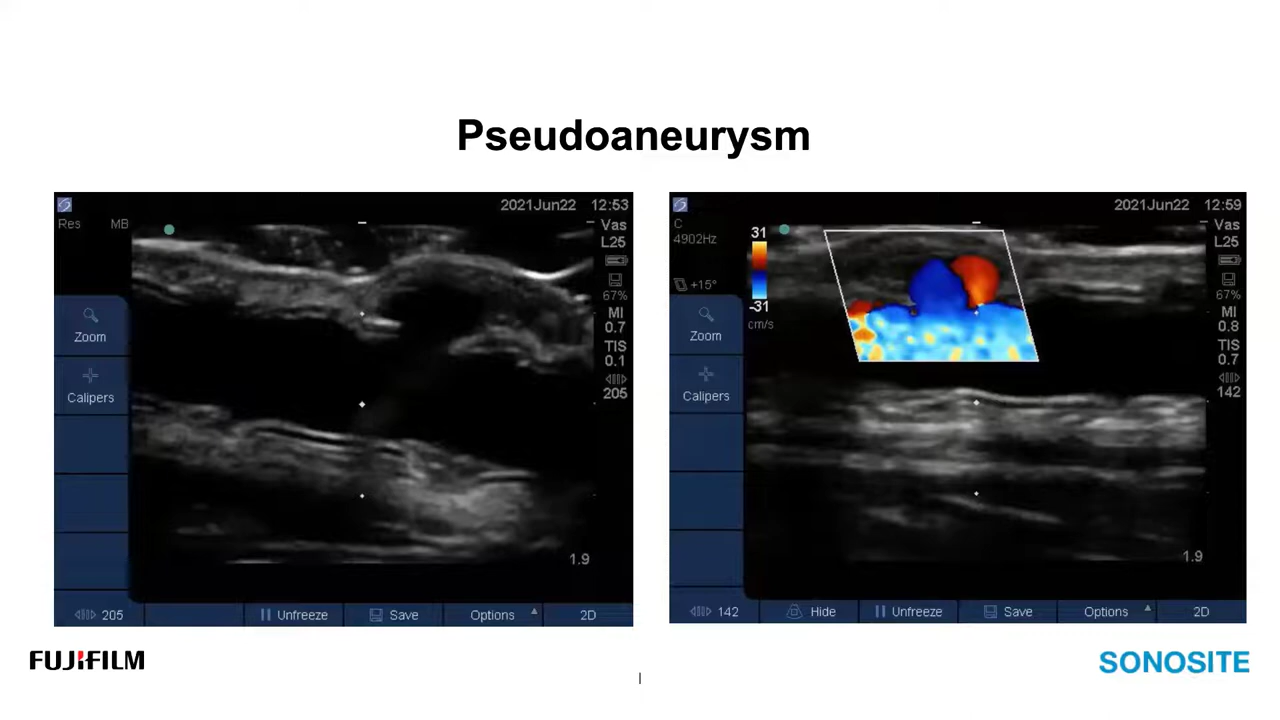 Pseudoaneurysm
2021Jun22 12:53
Res MB
Vas
L25
67%
MI
0.7
TIS
0.1
205
Zoom
Calipers
1.9
205
Unfreeze
Save
Options
2D
2021Jun22 12:59
C
4902Hz
+15°
31
-31
cm/s
Vas
L25
67%
MI
0.8
TIS
0.7
142
Zoom
Calipers
1.9
142
Hide
Unfreeze
Save
Options
2D
FUJIFILM
SONOSITE